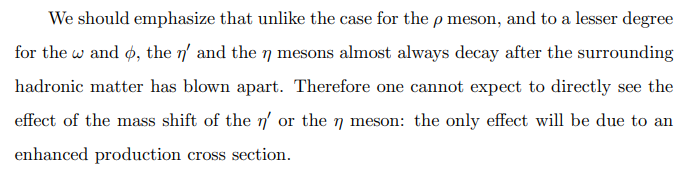 We should emphasize that unlike the case for the ρ meson, and to a lesser degree
for the ω and ϕ, the η′ and the η mesons almost always decay after the surrounding
hadronic matter has blown apart. Therefore one cannot expect to directly see the
effect of the mass shift of the η′ or the η meson: the only effect will be due to an
enhanced production cross section.